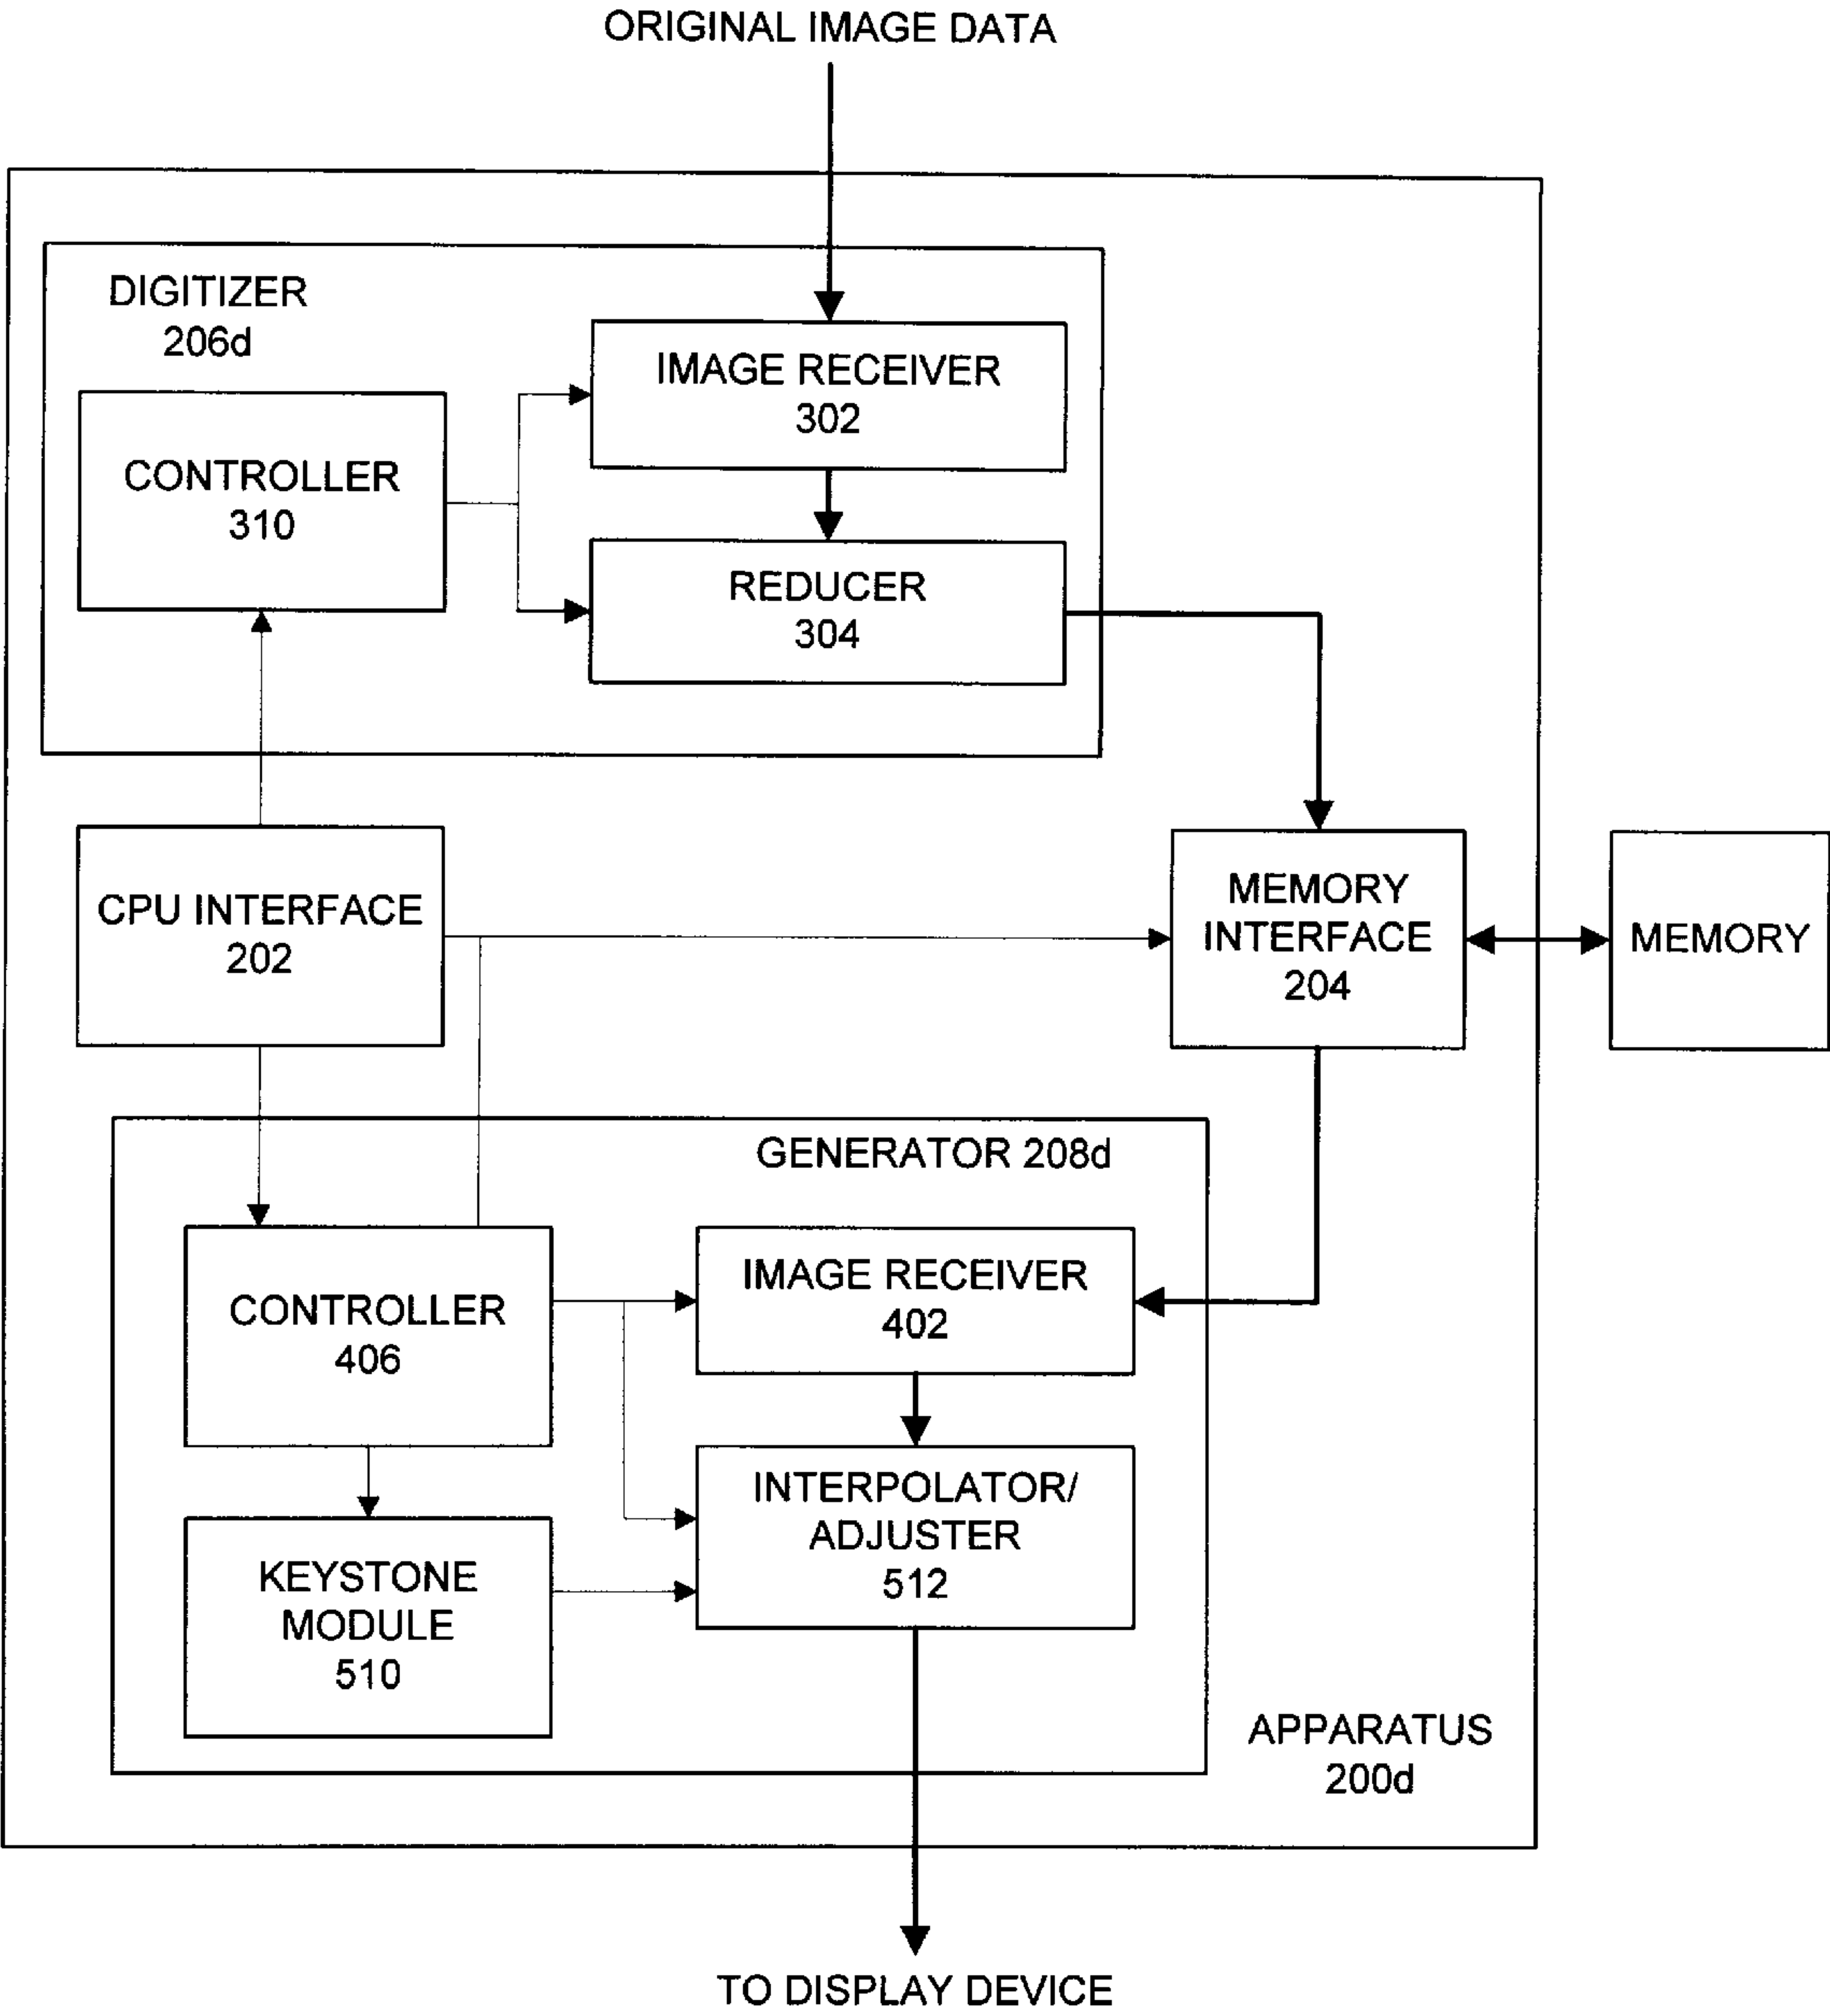 ORIGINAL IMAGE DATA
DIGITIZER
206d
IMAGE RECEIVER
302
CONTROLLER
310
REDUCER
304
CPU INTERFACE
202
MEMORY
INTERFACE
204
MEMORY
GENERATOR 208d
CONTROLLER
406
IMAGE RECEIVER
402
INTERPOLATOR/
ADJUSTER
512
KEYSTONE
MODULE
510
APPARATUS
200d
TO DISPLAY DEVICE